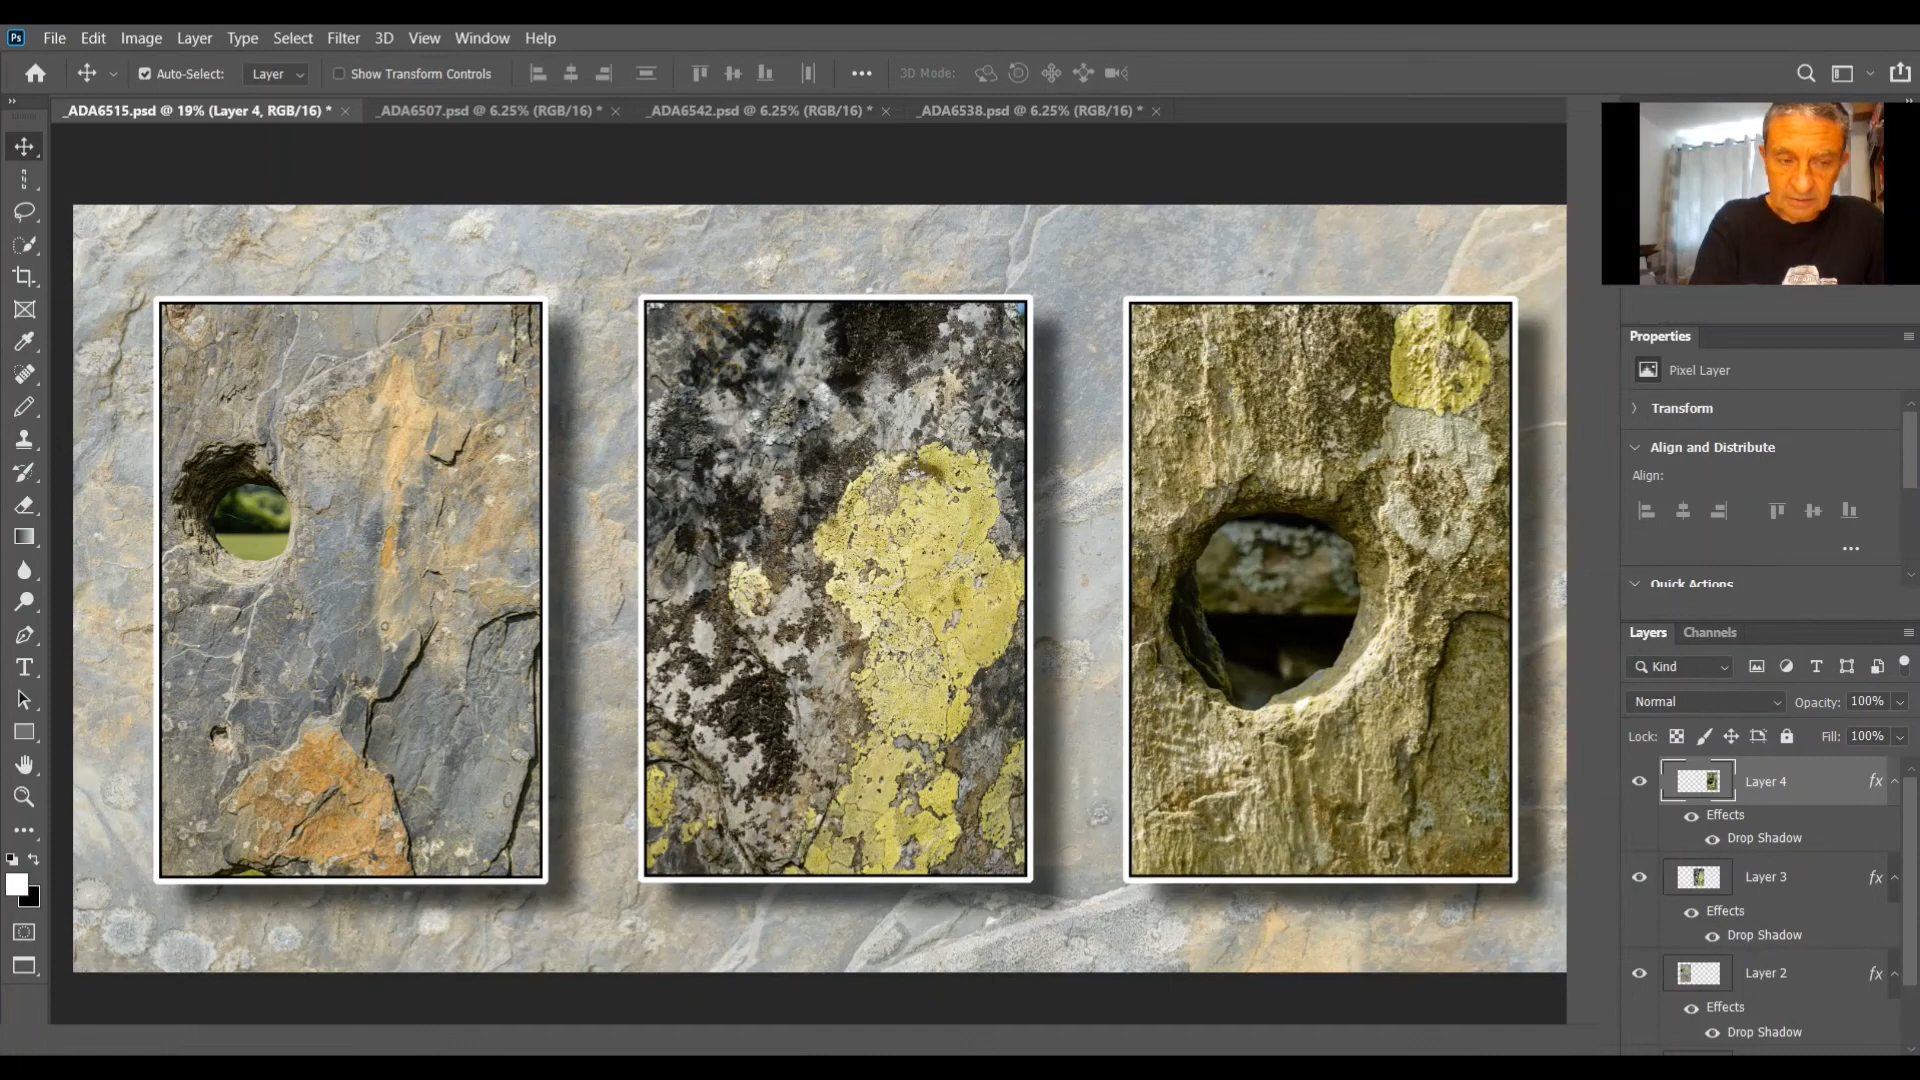 Ps File Edit Image Layer Type Select Filter 3D View Window Help
Auto-Select: Layer Show Transform Controls 3D Mode:
_ADA6515.psd @ 19% (Layer 4, RGB/16) * _ADA6507.psd @ 6.25% (RGB/16) * _ADA6542.psd @ 6.25% (RGB/16) * _ADA6538.psd @ 6.25% (RGB/16) *
Properties
Pixel Layer
Transform
Align and Distribute
Align:
Quick Actions
Layers Channels
Kind
Normal Opacity: 100%
Lock: Fill: 100%
Layer 4 fx
Effects
Drop Shadow
Layer 3 fx
Effects
Drop Shadow
Layer 2 fx
Effects
Drop Shadow